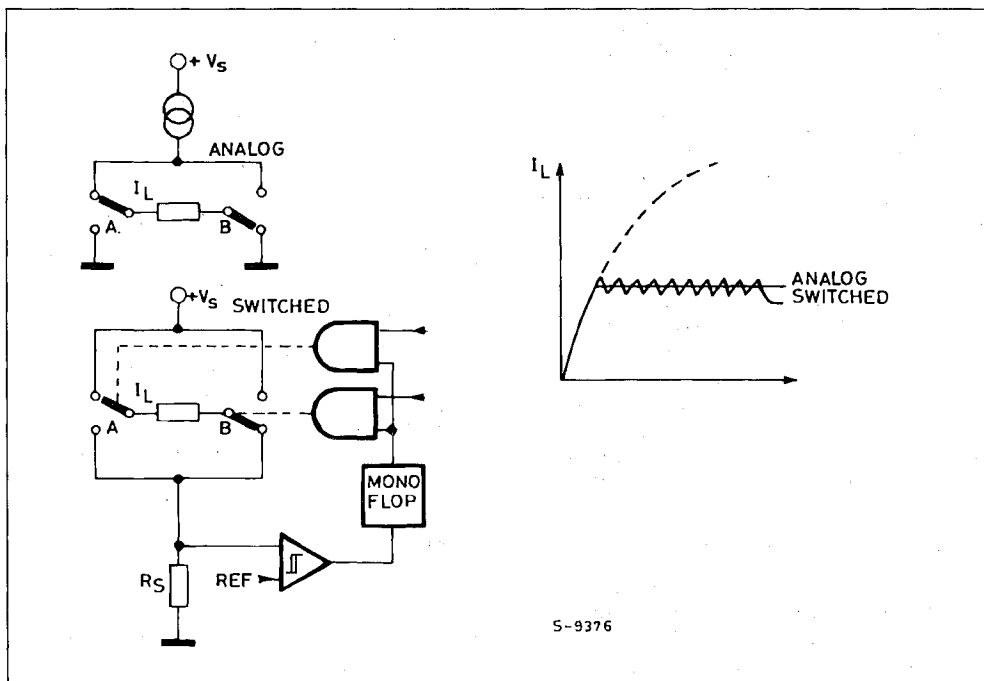 + Vs
ANALOG
IL
A.
B
+Vs
SWITCHED
IL
A
B
MONO
FLOP
RS
REF
IL
ANALOG
SWITCHED
S-9376